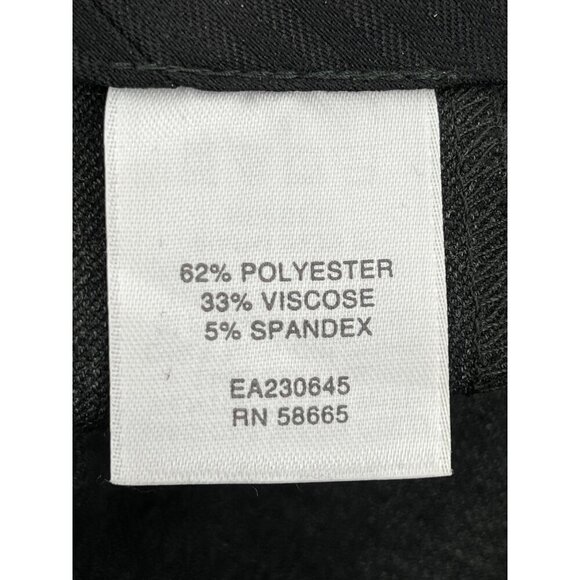 62% POLYESTER
33% VISCOSE
5% SPANDEX
EA230645
RN 58665